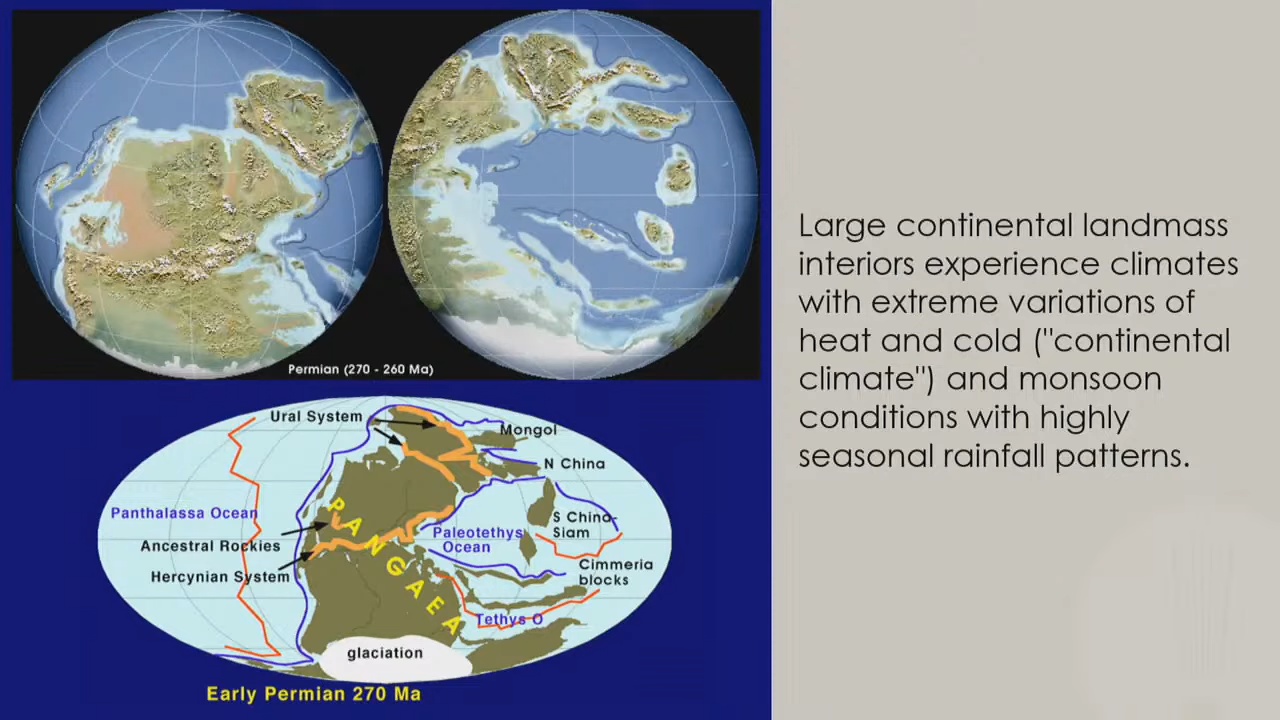 Permian (270 - 260 Ma)
Ural System
Mongol
N China
Panthalassa Ocean
S China-
Siam
Paleotethys
Ocean
Ancestral Rockies
Hercynian System
Cimmeria
blocks
PANGAEA
Tethys O
glaciation
Early Permian 270 Ma
Large continental landmass
interiors experience climates
with extreme variations of
heat and cold ("continental
climate") and monsoon
conditions with highly
seasonal rainfall patterns.